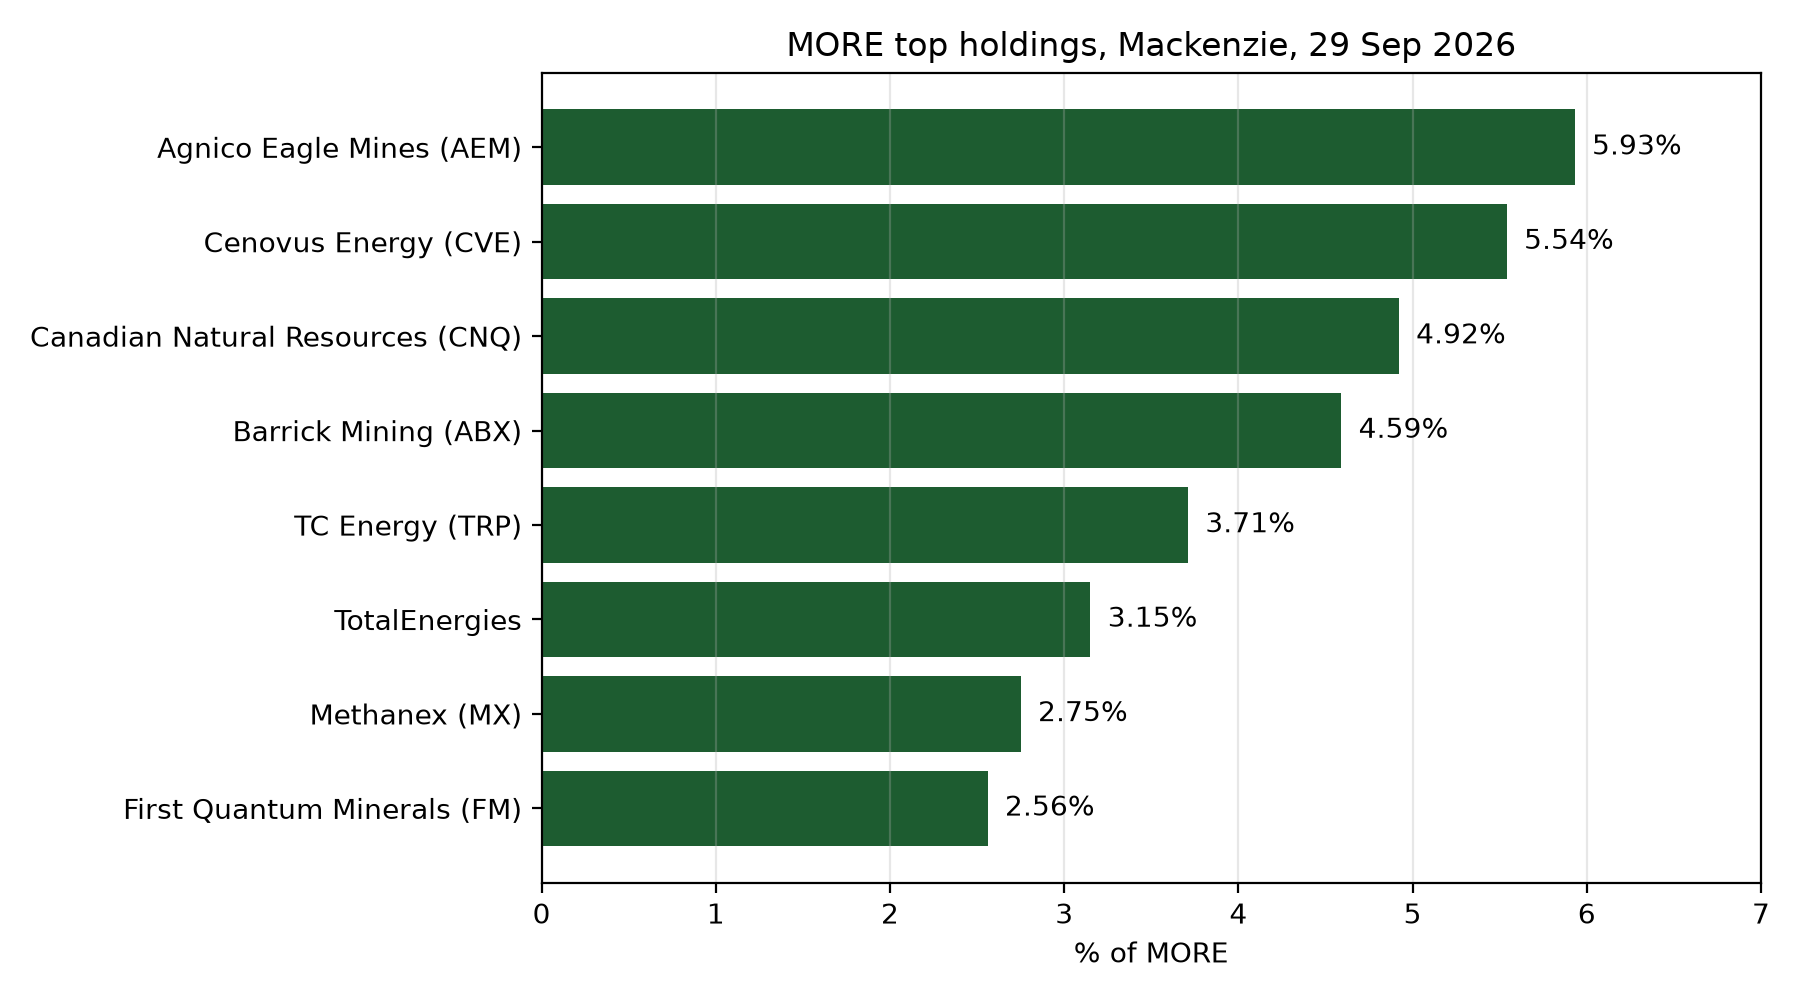 MORE top holdings, Mackenzie, 29 Sep 2026
Agnico Eagle Mines (AEM) 5.93%
Cenovus Energy (CVE) 5.54%
Canadian Natural Resources (CNQ) 4.92%
Barrick Mining (ABX) 4.59%
TC Energy (TRP) 3.71%
TotalEnergies 3.15%
Methanex (MX) 2.75%
First Quantum Minerals (FM) 2.56%
0 1 2 3 4 5 6 7
% of MORE